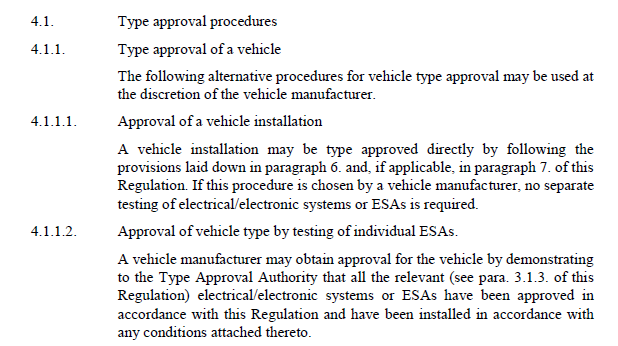 4.1. Type approval procedures
4.1.1. Type approval of a vehicle
The following alternative procedures for vehicle type approval may be used at
the discretion of the vehicle manufacturer.
4.1.1.1. Approval of a vehicle installation
A vehicle installation may be type approved directly by following the
provisions laid down in paragraph 6. and, if applicable, in paragraph 7. of this
Regulation. If this procedure is chosen by a vehicle manufacturer, no separate
testing of electrical/electronic systems or ESAs is required.
4.1.1.2. Approval of vehicle type by testing of individual ESAs.
A vehicle manufacturer may obtain approval for the vehicle by demonstrating
to the Type Approval Authority that all the relevant (see para. 3.1.3. of this
Regulation) electrical/electronic systems or ESAs have been approved in
accordance with this Regulation and have been installed in accordance with
any conditions attached thereto.